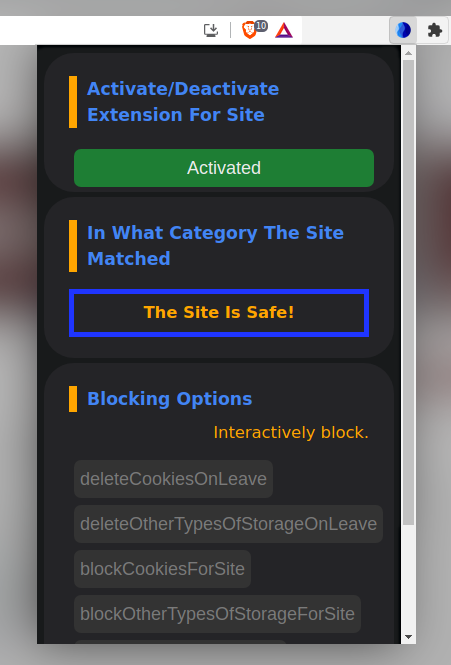 10
Activate/Deactivate
Extension For Site
Activated
In What Category The Site
Matched
The Site Is Safe!
Blocking Options
Interactively block.
deleteCookiesOnLeave
deleteOtherTypesOfStorageOnLeave
blockCookiesForSite
blockOtherTypesOfStorageForSite